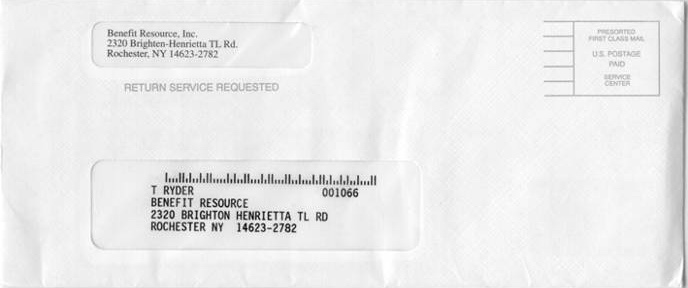 Benefit Resource, Inc.
2320 Brighten-Henrietta TL Rd.
Rochester, NY 14623-2782
RETURN SERVICE REQUESTED
PRESORTED
FIRST CLASS MAIL
U.S. POSTAGE
PAID
SERVICE
CENTER
T RYDER 001066
BENEFIT RESOURCE
2320 BRIGHTON HENRIETTA TL RD
ROCHESTER NY 14623-2782